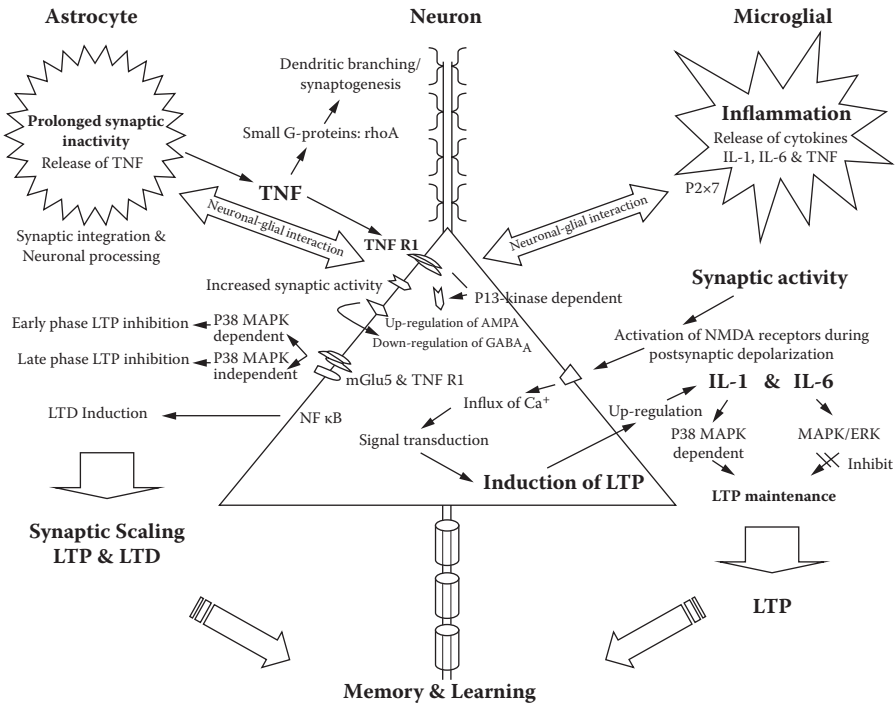 Astrocyte
Neuron
Microglial
Dendritic branching/
synaptogenesis
Small G-proteins: rhoA
Prolonged synaptic
inactivity
Release of TNF
TNF
Inflammation
Release of cytokines
IL-1, IL-6 & TNF
P2×7
Neuronal-glial interaction
Neuronal-glial interaction
Synaptic integration &
Neuronal processing
TNF R1
Increased synaptic activity
P13-kinase dependent
Up-regulation of AMPA
Down-regulation of GABA_A
Synaptic activity
Activation of NMDA receptors during
postsynaptic depolarization
Early phase LTP inhibition
P38 MAPK
dependent
Late phase LTP inhibition
P38 MAPK
independent
mGlu5 & TNF R1
IL-1 & IL-6
Influx of Ca⁺
Up-regulation
LTD Induction
NF κB
Signal transduction
P38 MAPK
dependent
MAPK/ERK
Inhibit
Induction of LTP
LTP maintenance
Synaptic Scaling
LTP & LTD
LTP
Memory & Learning